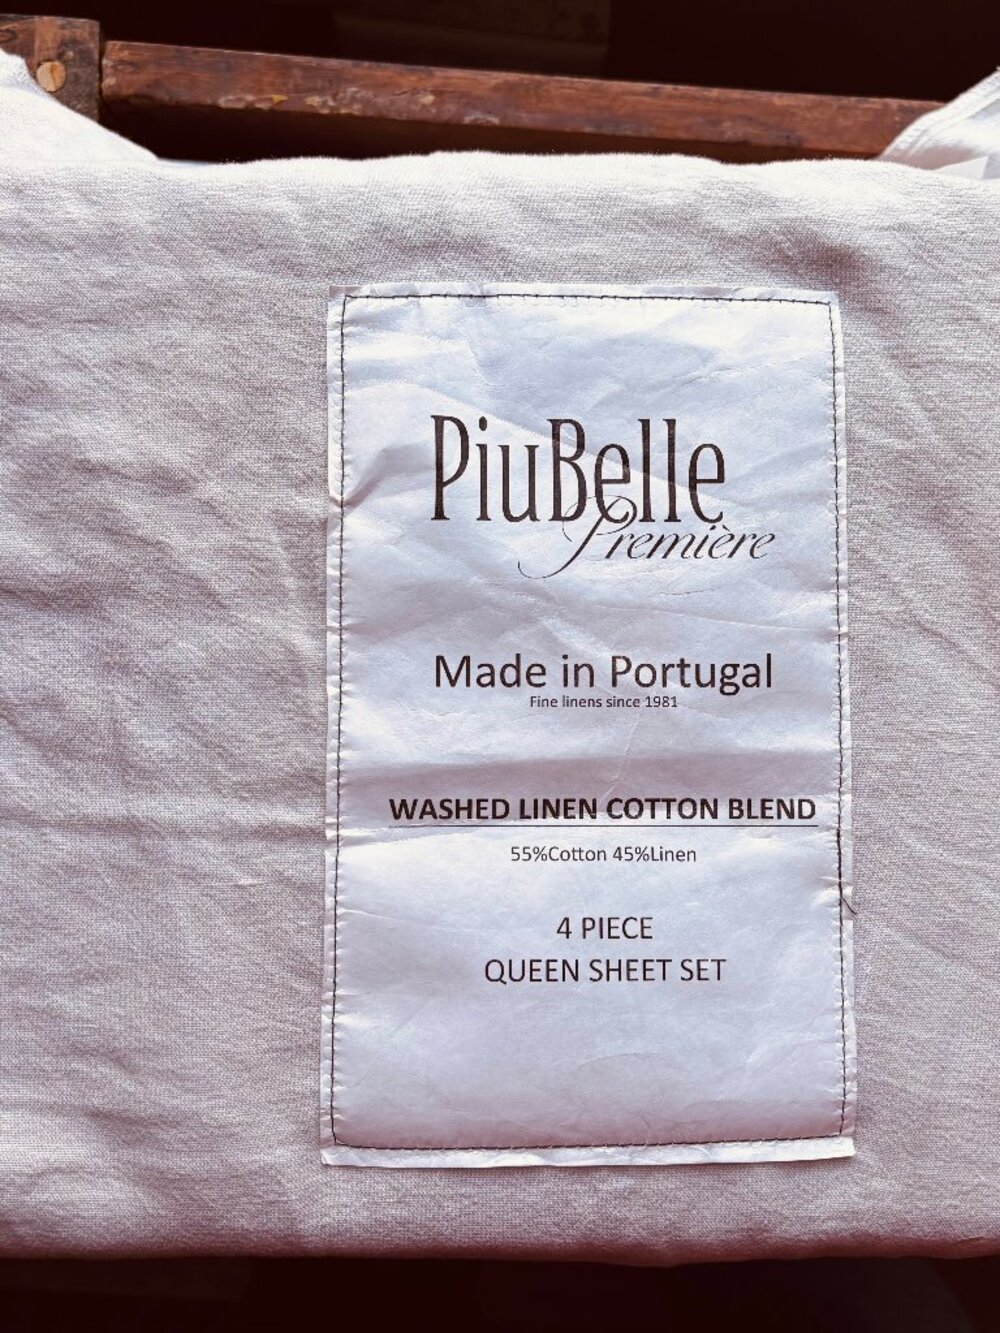 PiuBelle
Première
Made in Portugal
Fine linens since 1981
WASHED LINEN COTTON BLEND
55%Cotton 45%Linen
4 PIECE
QUEEN SHEET SET